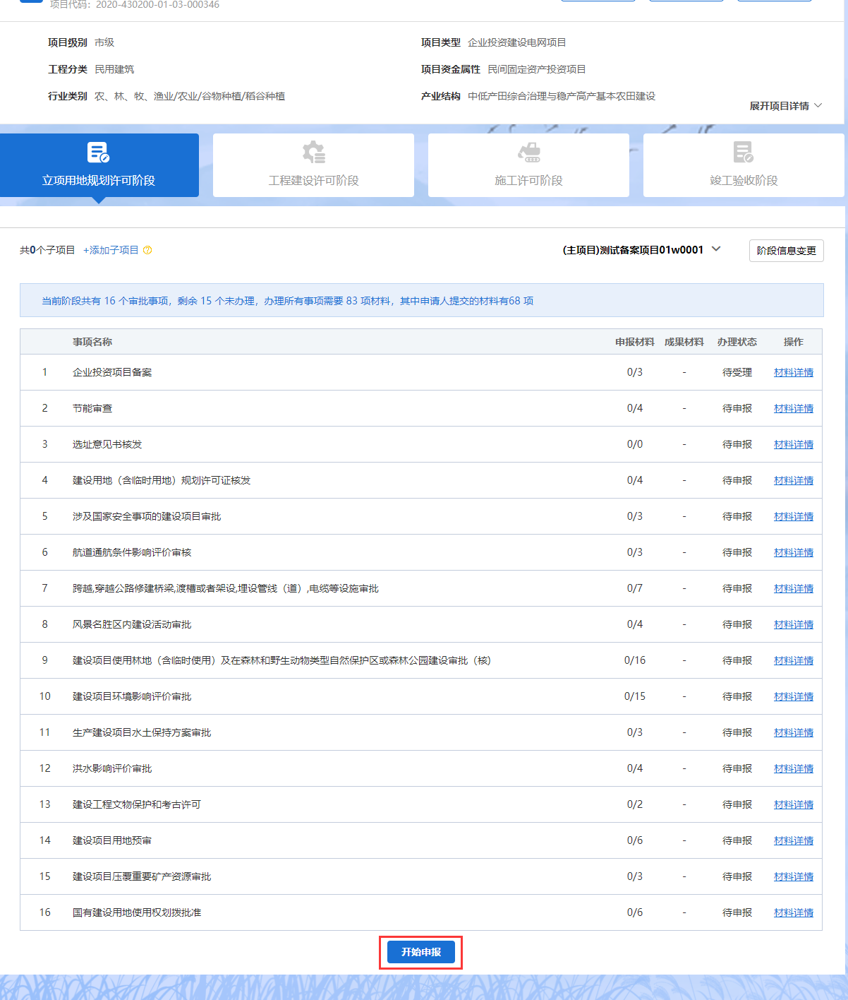 项目代码：2020-430200-01-03-000346
项目级别 市级 项目类型 企业投资建设电网项目
工程分类 民用建筑 项目资金属性 民间固定资产投资项目
行业类别 农、林、牧、渔业/农业/谷物种植/稻谷种植 产业结构 中低产田综合治理与稳产高产基本农田建设
展开项目详情
立项用地规划许可阶段 工程建设许可阶段 施工许可阶段 竣工验收阶段
共0个子项目 +添加子项目 ? (主项目)测试备案项目01w0001 阶段信息变更
当前阶段共有 16 个审批事项，剩余 15 个未办理，办理所有事项需要 83 项材料，其中申请人提交的材料有68 项
事项名称 申报材料 成果材料 办理状态 操作
1 企业投资项目备案 0/3 - 待受理 材料详情
2 节能审查 0/4 - 待申报 材料详情
3 选址意见书核发 0/0 - 待申报 材料详情
4 建设用地（含临时用地）规划许可证核发 0/4 - 待申报 材料详情
5 涉及国家安全事项的建设项目审批 0/3 - 待申报 材料详情
6 航道通航条件影响评价审核 0/3 - 待申报 材料详情
7 跨越,穿越公路修建桥梁,渡槽或者架设,埋设管线（道）,电缆等设施审批 0/7 - 待申报 材料详情
8 风景名胜区内建设活动审批 0/4 - 待申报 材料详情
9 建设项目使用林地（含临时使用）及在森林和野生动物类型自然保护区或森林公园建设审批（核） 0/16 - 待申报 材料详情
10 建设项目环境影响评价审批 0/15 - 待申报 材料详情
11 生产建设项目水土保持方案审批 0/3 - 待申报 材料详情
12 洪水影响评价审批 0/4 - 待申报 材料详情
13 建设工程文物保护和考古许可 0/2 - 待申报 材料详情
14 建设项目用地预审 0/6 - 待申报 材料详情
15 建设项目压覆重要矿产资源审批 0/3 - 待申报 材料详情
16 国有建设用地使用权划拨批准 0/6 - 待申报 材料详情
开始申报